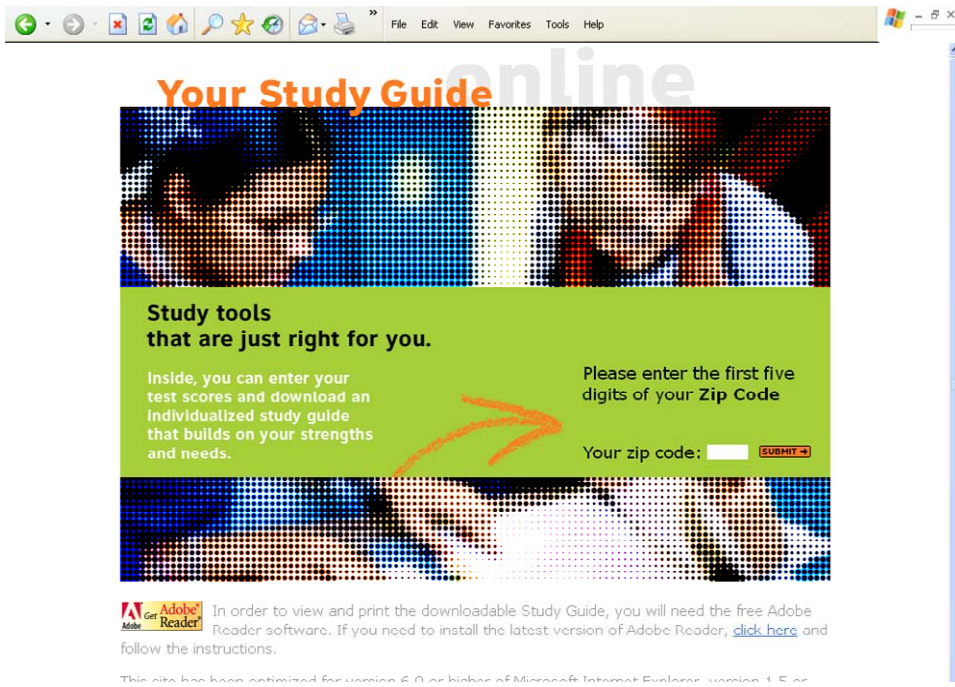 »
File Edit View Favorites Tools Help
Your Study Guide online
Study tools
that are just right for you.
Inside, you can enter your
test scores and download an
individualized study guide
that builds on your strengths
and needs.
Please enter the first five
digits of your Zip Code
Your zip code:
SUBMIT
Adobe
Get Adobe® Reader®
In order to view and print the downloadable Study Guide, you will need the free Adobe
Reader software. If you need to install the latest version of Adobe Reader, click here and
follow the instructions.
This site has been optimized for version 6.0 or higher of Microsoft Internet Explorer, version 1.5 or